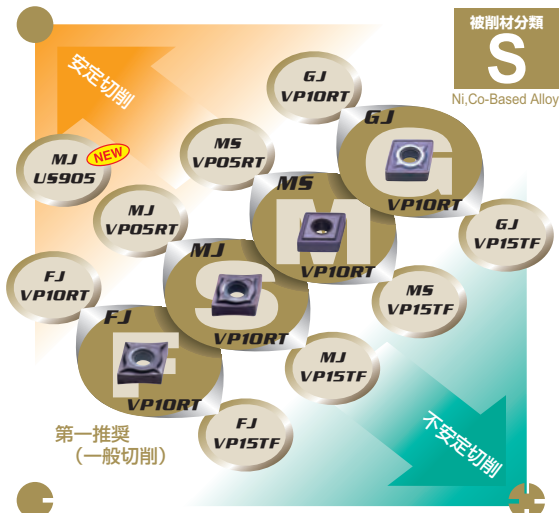 被削材分類
S
Ni,Co-Based Alloy
安定切削
GJ
VP10RT
GJ
G
VP10RT
MS
VP05RT
MJ
US905
NEW
MS
M
VP10RT
MJ
VP05RT
GJ
VP15TF
MJ
S
VP10RT
FJ
VP10RT
MS
VP15TF
FJ
F
VP10RT
MJ
VP15TF
FJ
VP15TF
第一推奨
(一般切削)
不安定切削